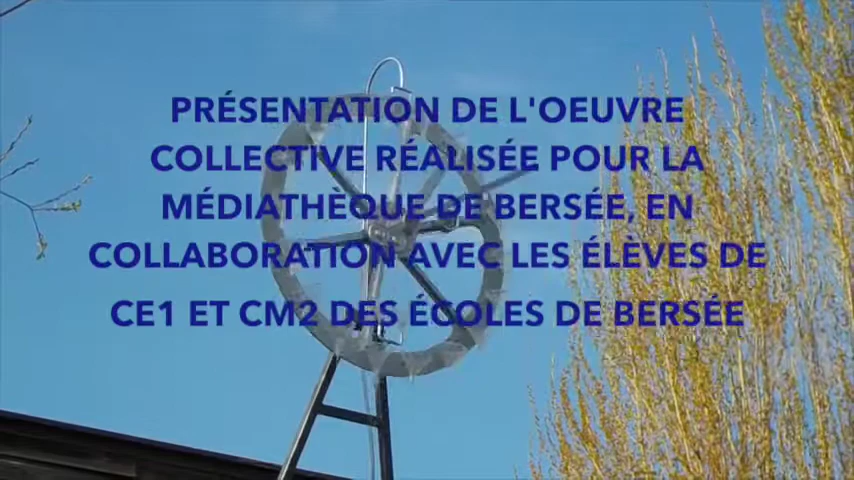 PRÉSENTATION DE L'OEUVRE
COLLECTIVE RÉALISÉE POUR LA
MÉDIATHÈQUE DE BERSÉE, EN
COLLABORATION AVEC LES ÉLÈVES DE
CE1 ET CM2 DES ÉCOLES DE BERSÉE